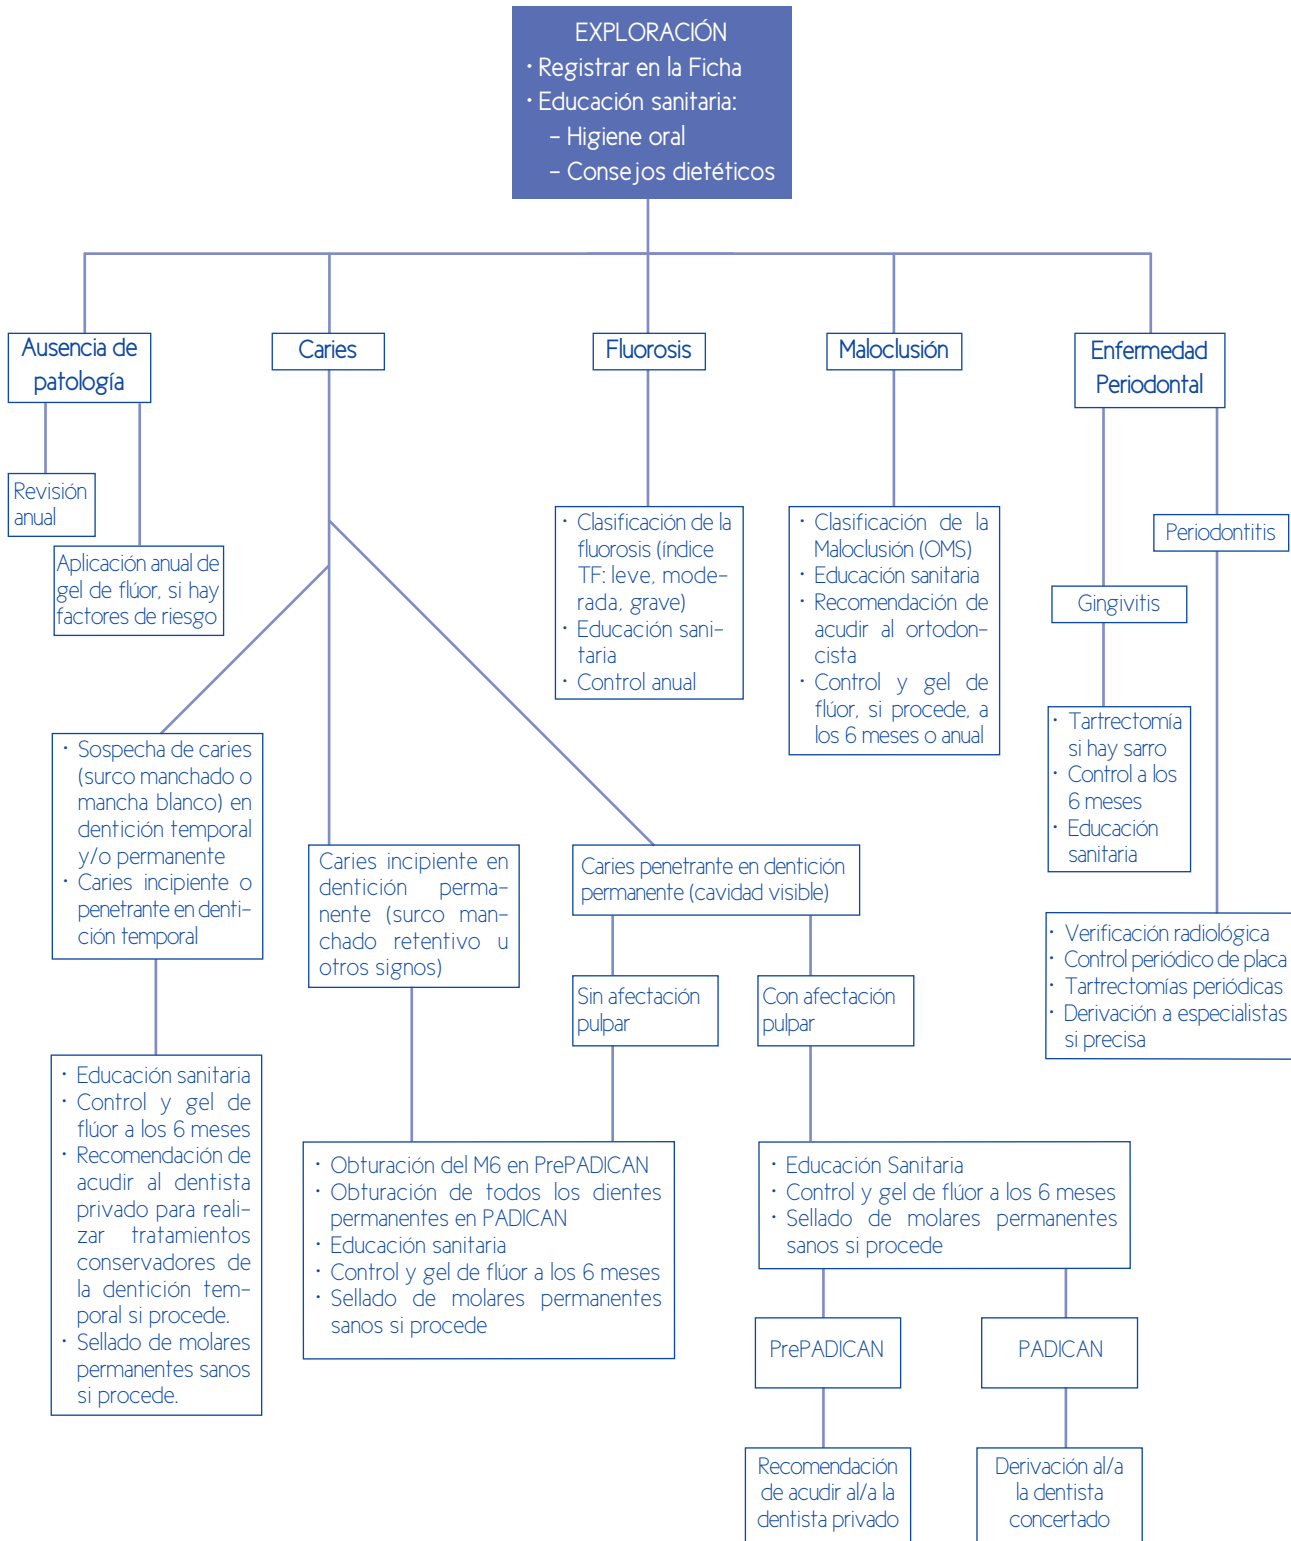 EXPLORACIÓN
· Registrar en la Ficha
· Educación sanitaria:
– Higiene oral
– Consejos dietéticos
Ausencia de
patología
Caries
Fluorosis
Maloclusión
Enfermedad
Periodontal
Revisión
anual
Aplicación anual de
gel de flúor, si hay
factores de riesgo
· Clasificación de la
fluorosis (índice
TF: leve, mode-
rada, grave)
· Educación sani-
taria
· Control anual
· Clasificación de la
Maloclusión (OMS)
· Educación sanitaria
· Recomendación de
acudir al ortodon-
cista
· Control y gel de
flúor, si procede, a
los 6 meses o anual
Periodontitis
Gingivitis
· Tartrectomía
si hay sarro
· Control a los
6 meses
· Educación
sanitaria
· Verificación radiológica
· Control periódico de placa
· Tartrectomías periódicas
· Derivación a especialistas
si precisa
· Sospecha de caries
(surco manchado o
mancha blanco) en
dentición temporal
y/o permanente
· Caries incipiente o
penetrante en denti-
ción temporal
Caries incipiente en
dentición perma-
nente (surco man-
chado retentivo u
otros signos)
Caries penetrante en dentición
permanente (cavidad visible)
Sin afectación
pulpar
Con afectación
pulpar
· Educación sanitaria
· Control y gel de
flúor a los 6 meses
· Recomendación de
acudir al dentista
privado para reali-
zar tratamientos
conservadores de
la dentición tem-
poral si procede.
· Sellado de molares
permanentes sanos
si procede.
· Obturación del M6 en PrePADICAN
· Obturación de todos los dientes
permanentes en PADICAN
· Educación sanitaria
· Control y gel de flúor a los 6 meses
· Sellado de molares permanentes
sanos si procede
· Educación Sanitaria
· Control y gel de flúor a los 6 meses
· Sellado de molares permanentes
sanos si procede
PrePADICAN
PADICAN
Recomendación
de acudir al/a la
dentista privado
Derivación al/a
la dentista
concertado